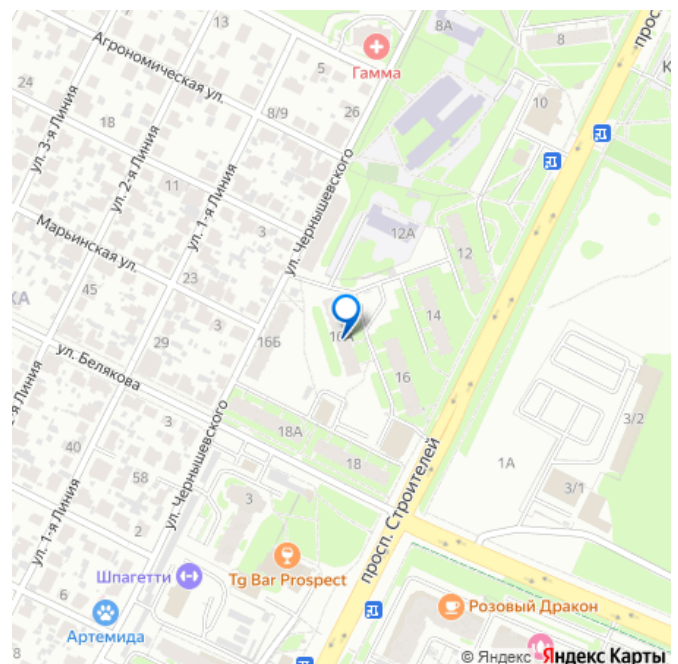 13
8А
8
Агрономическая ул.
5
Гамма
24
ул. 3-я Линия
18
ул. 2-я Линия
8/9
26
10
11
ул. 1-я Линия
ул. Чернышевского
12А
12
3
Марьинская ул.
23
45
14
16Б
29
ул. Белякова
16
3/2
3
18А
1А
40
58
18
3/1
ул. Чернышевского
3
просп. Строителей
ул. 1-я Линия
2
Шпагетти
Tg Bar Prospect
6
Розовый Дракон
Артемида
8
© Яндекс Яндекс Карты